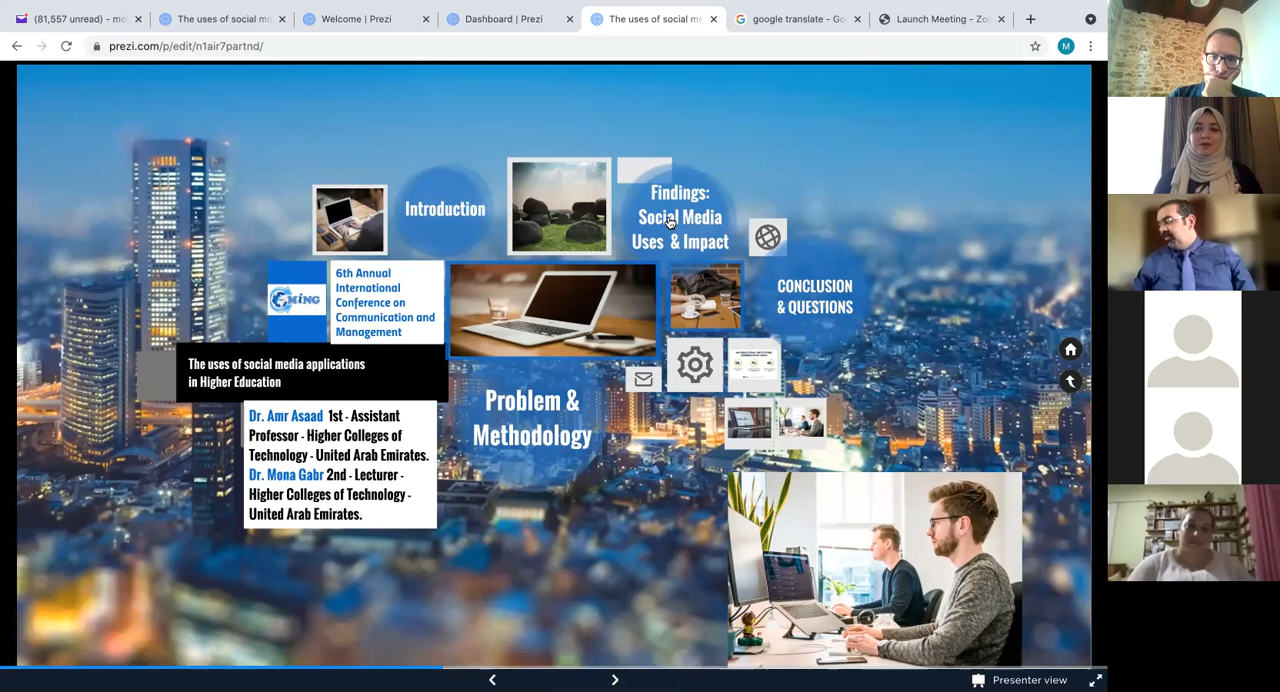 (81,557 unread) - mo
The uses of social me
Welcome | Prezi
Dashboard | Prezi
The uses of social me
google translate - Go
Launch Meeting - Zo
prezi.com/p/edit/n1air7partnd/
M
Introduction
Findings:
Social Media
Uses & Impact
6th Annual
International
Conference on
Communication and
Management
CONCLUSION
& QUESTIONS
The uses of social media applications
in Higher Education
Problem &
Methodology
Dr. Amr Asaad 1st - Assistant
Professor - Higher Colleges of
Technology - United Arab Emirates.
Dr. Mona Gabr 2nd - Lecturer -
Higher Colleges of Technology -
United Arab Emirates.
Presenter view